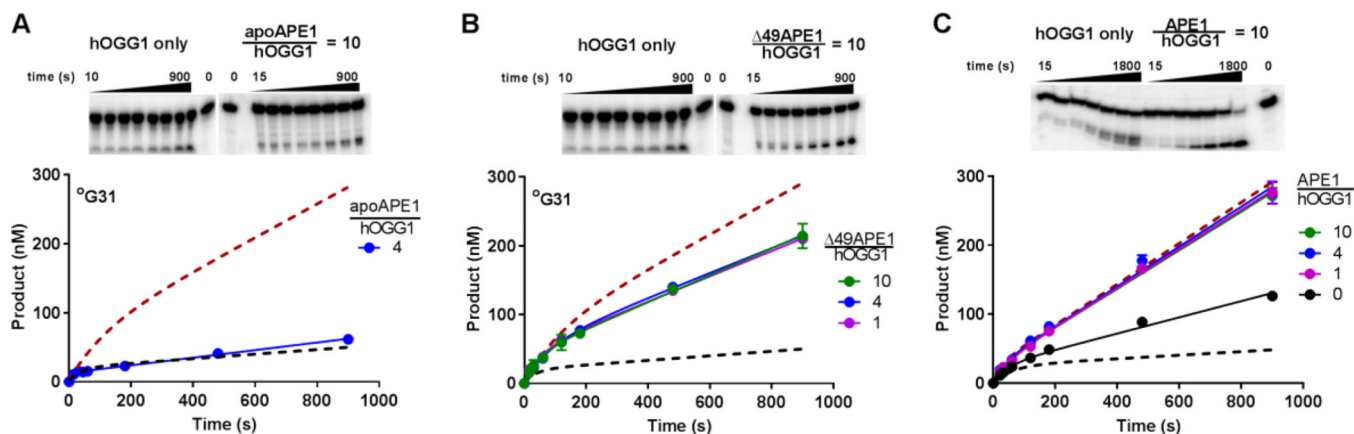 A
hOGG1 only
apoAPE1
hOGG1
= 10
time (s) 10 900 0 0 15 900
300
200
100
0
Product (nM)
°G31
apoAPE1
hOGG1
4
0 200 400 600 800 1000
Time (s)
B
hOGG1 only
Δ49APE1
hOGG1
= 10
time (s) 10 900 0 0 15 900
300
200
100
0
Product (nM)
°G31
Δ49APE1
hOGG1
10
4
1
0 200 400 600 800 1000
Time (s)
C
hOGG1 only
APE1
hOGG1
= 10
time (s) 15 1800 15 1800 0
300
200
100
0
Product (nM)
APE1
hOGG1
10
4
1
0
0 200 400 600 800 1000
Time (s)